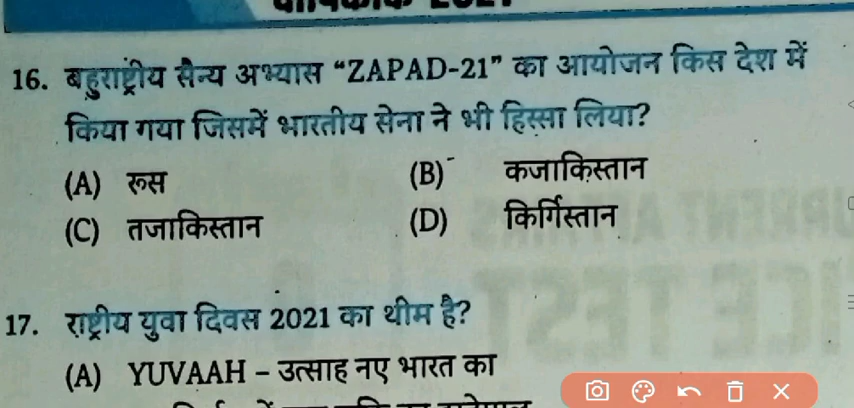 16. बहुराष्ट्रीय सैन्य अभ्यास “ZAPAD-21” का आयोजन किस देश में
किया गया जिसमें भारतीय सेना ने भी हिस्सा लिया?
(A) रूस (B) कजाकिस्तान
(C) तजाकिस्तान (D) किर्गिस्तान
17. राष्ट्रीय युवा दिवस 2021 का थीम है?
(A) YUVAAH – उत्साह नए भारत का